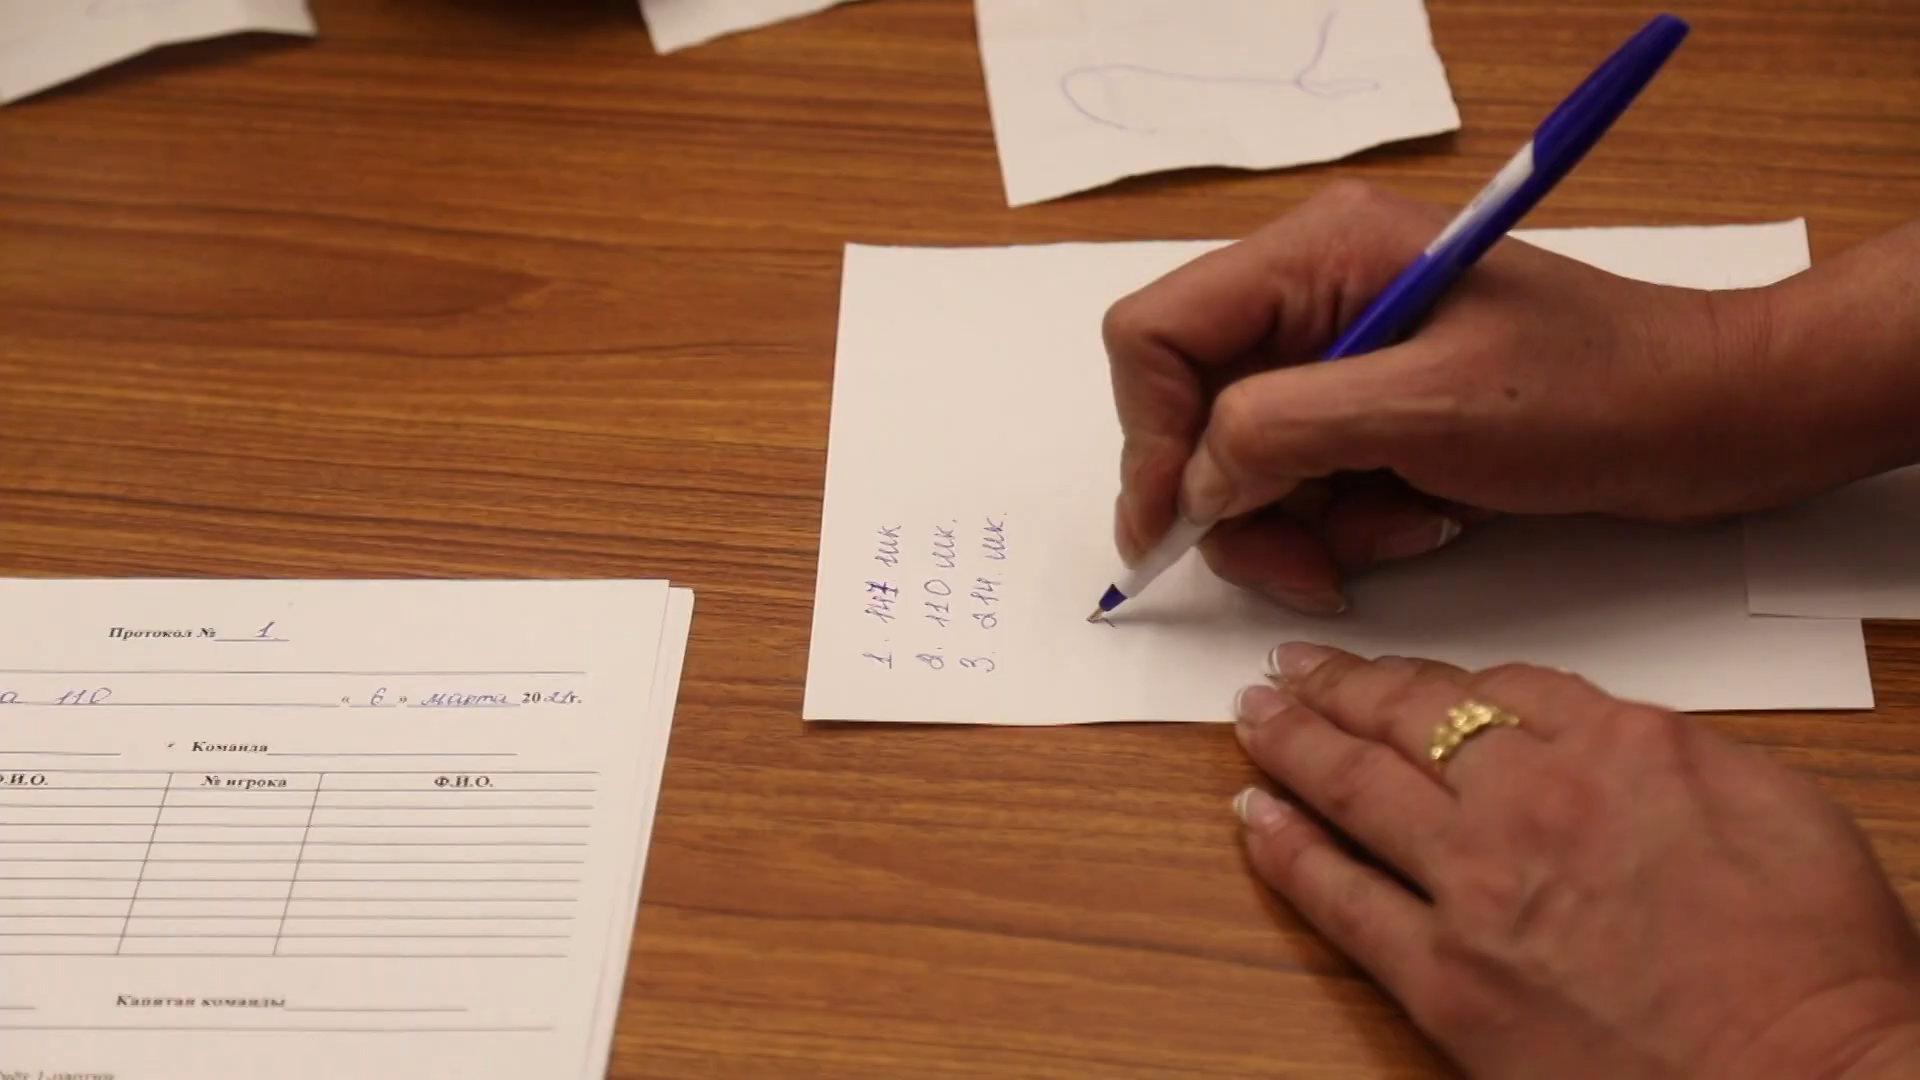 Протокол № 1.
а 110 « 6 » марта 2021г.
Команда
Ф.И.О. № игрока Ф.И.О.
Капитан команды
1. 147 шк
2. 110 шк.
3. 214. шк.